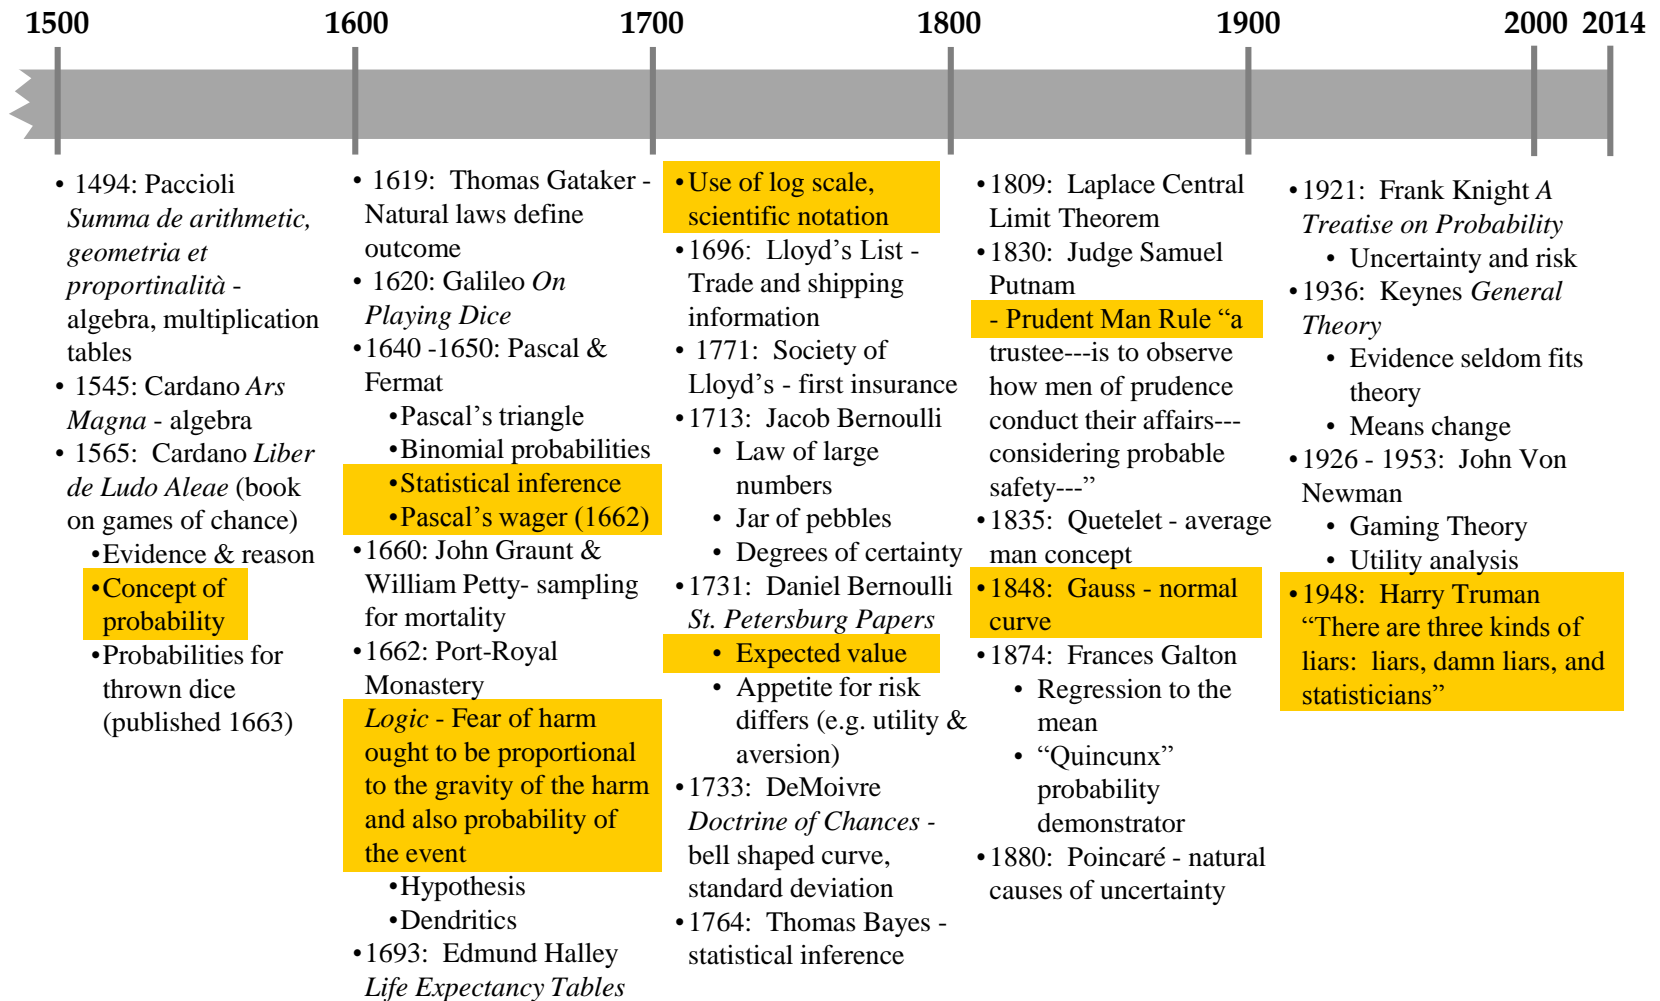 1500 1600 1700 1800 1900 2000 2014
• 1494: Paccioli
Summa de arithmetic,
geometria et
proportinalità -
algebra, multiplication
tables
• 1545: Cardano Ars
Magna - algebra
• 1565: Cardano Liber
de Ludo Aleae (book
on games of chance)
•Evidence & reason
•Concept of
probability
•Probabilities for
thrown dice
(published 1663)
• 1619: Thomas Gataker -
Natural laws define
outcome
• 1620: Galileo On
Playing Dice
•1640 -1650: Pascal &
Fermat
•Pascal’s triangle
•Binomial probabilities
•Statistical inference
•Pascal’s wager (1662)
•1660: John Graunt &
William Petty- sampling
for mortality
•1662: Port-Royal
Monastery
Logic - Fear of harm
ought to be proportional
to the gravity of the harm
and also probability of
the event
•Hypothesis
•Dendritics
•1693: Edmund Halley
Life Expectancy Tables
•Use of log scale,
scientific notation
•1696: Lloyd’s List -
Trade and shipping
information
• 1771: Society of
Lloyd’s - first insurance
•1713: Jacob Bernoulli
• Law of large
numbers
• Jar of pebbles
• Degrees of certainty
•1731: Daniel Bernoulli
St. Petersburg Papers
• Expected value
• Appetite for risk
differs (e.g. utility &
aversion)
•1733: DeMoivre
Doctrine of Chances -
bell shaped curve,
standard deviation
•1764: Thomas Bayes -
statistical inference
•1809: Laplace Central
Limit Theorem
•1830: Judge Samuel
Putnam
- Prudent Man Rule “a
trustee---is to observe
how men of prudence
conduct their affairs---
considering probable
safety---”
•1835: Quetelet - average
man concept
•1848: Gauss - normal
curve
•1874: Frances Galton
• Regression to the
mean
• “Quincunx”
probability
demonstrator
•1880: Poincaré - natural
causes of uncertainty
•1921: Frank Knight A
Treatise on Probability
• Uncertainty and risk
•1936: Keynes General
Theory
• Evidence seldom fits
theory
• Means change
•1926 - 1953: John Von
Newman
• Gaming Theory
• Utility analysis
•1948: Harry Truman
“There are three kinds of
liars: liars, damn liars, and
statisticians”